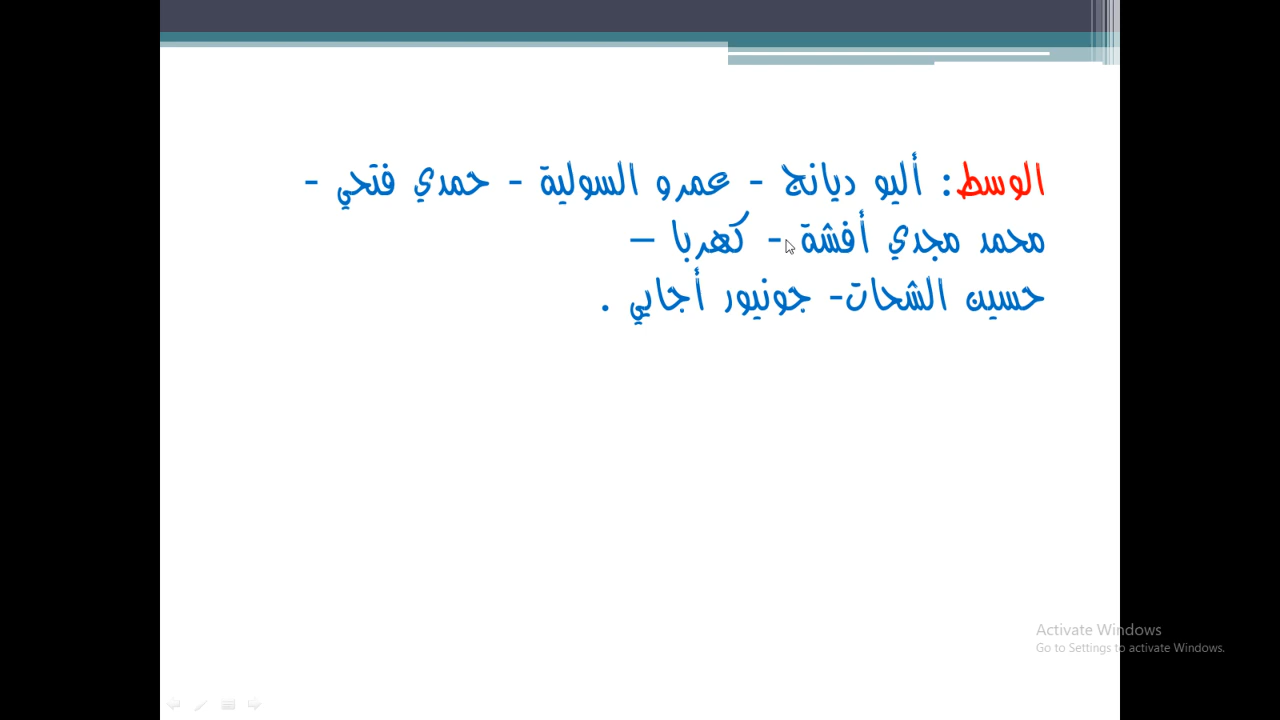 الوسط: أليو ديانج - عمرو السولية - حمدي فتحي -
محمد مجدي أفشة - كهربا –
حسين الشحات- جونيور أجايي .
Activate Windows
Go to Settings to activate Windows.